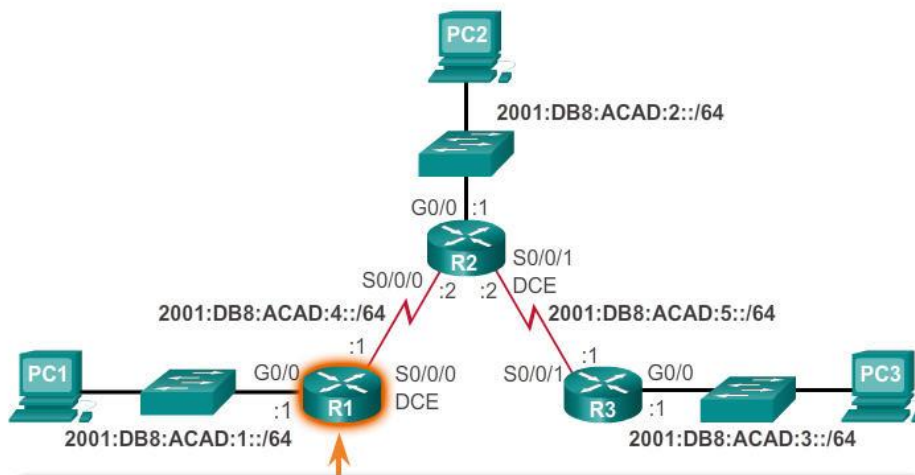 PC2
2001:DB8:ACAD:2::/64
G0/0 :1
R2
S0/0/1
DCE
S0/0/0
:2 :2
2001:DB8:ACAD:4::/64
2001:DB8:ACAD:5::/64
:1
:1
PC1
G0/0
S0/0/0
DCE
:1
R1
S0/0/1
G0/0
R3
:1
PC3
2001:DB8:ACAD:1::/64
2001:DB8:ACAD:3::/64